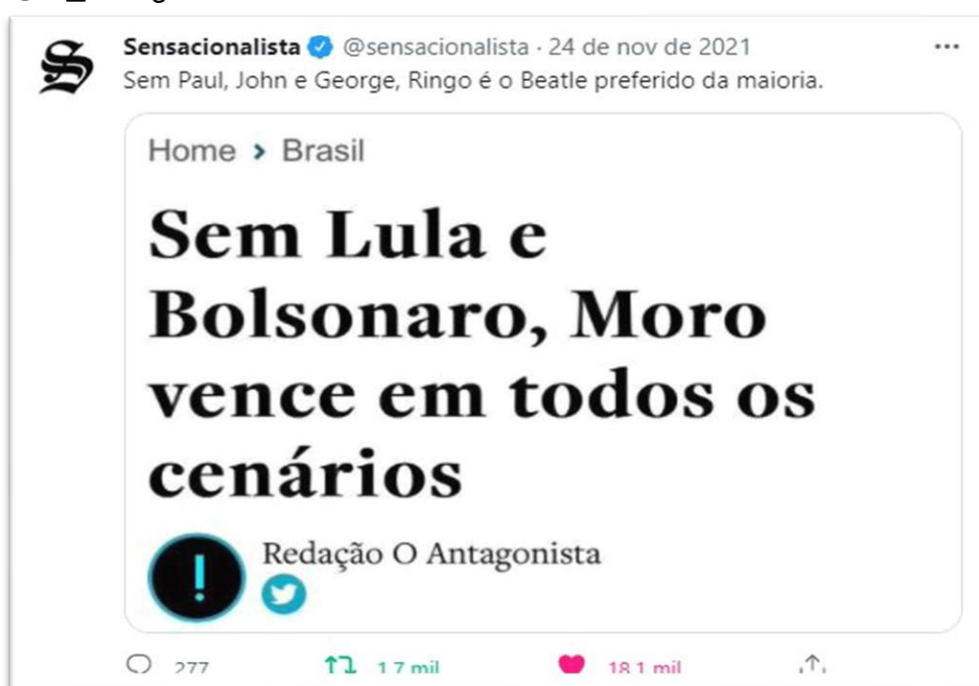 Sensacionalista @sensacionalista · 24 de nov de 2021
Sem Paul, John e George, Ringo é o Beatle preferido da maioria.
Home > Brasil
Sem Lula e
Bolsonaro, Moro
vence em todos os
cenários
Redação O Antagonista
277 1,7 mil 18,1 mil